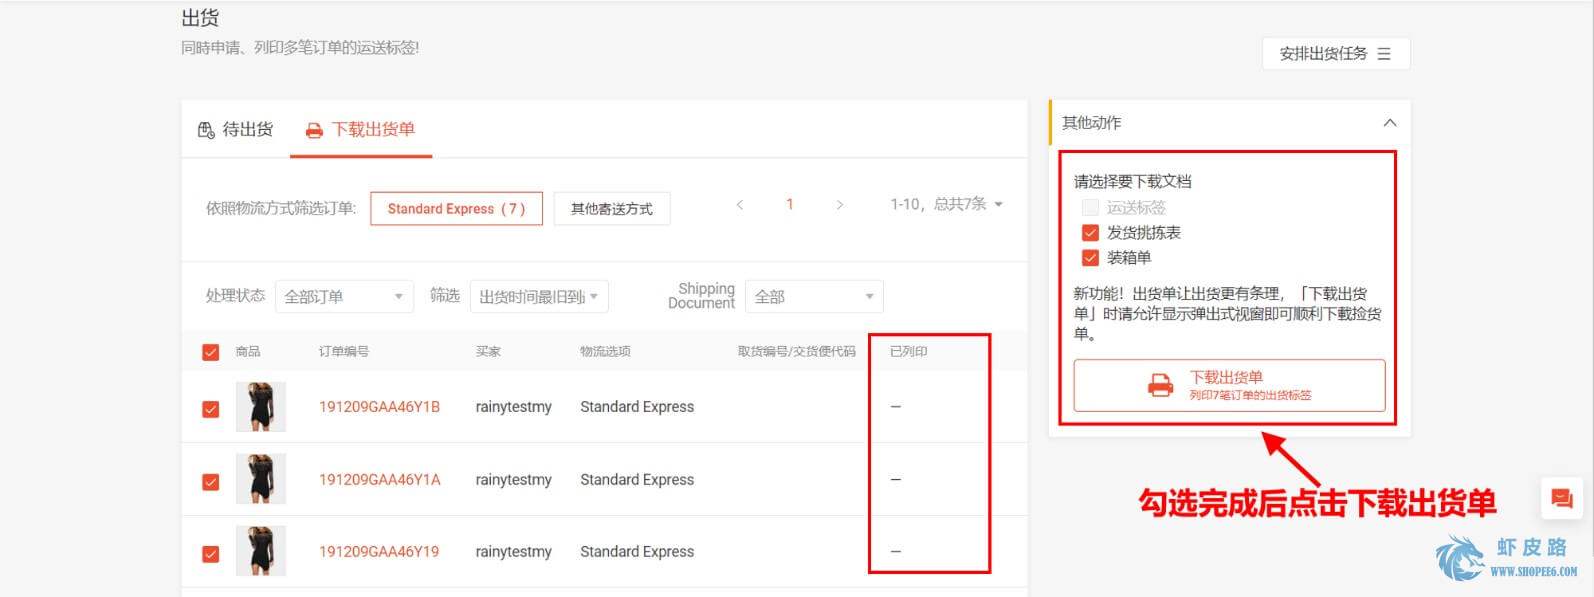 出货
同時申请、列印多笔订单的运送标签!
安排出货任务
待出货
下载出货单
依照物流方式筛选订单:
Standard Express ( 7 )
其他寄送方式
1
1-10，总共7条
处理状态
全部订单
筛选
出货时间最旧到
Shipping
Document
全部
商品
订单编号
买家
物流选项
取货编号/交货便代码
已列印
191209GAA46Y1B
rainytestmy
Standard Express
—
191209GAA46Y1A
rainytestmy
Standard Express
—
191209GAA46Y19
rainytestmy
Standard Express
—
其他动作
请选择要下载文档
运送标签
发货挑拣表
装箱单
新功能！出货单让出货更有条理，「下载出货
单」时请允许显示弹出式视窗即可顺利下载捡货
单。
下载出货单
列印7笔订单的出货标签
勾选完成后点击下载出货单
虾皮路
WWW.SHOPEE6.COM